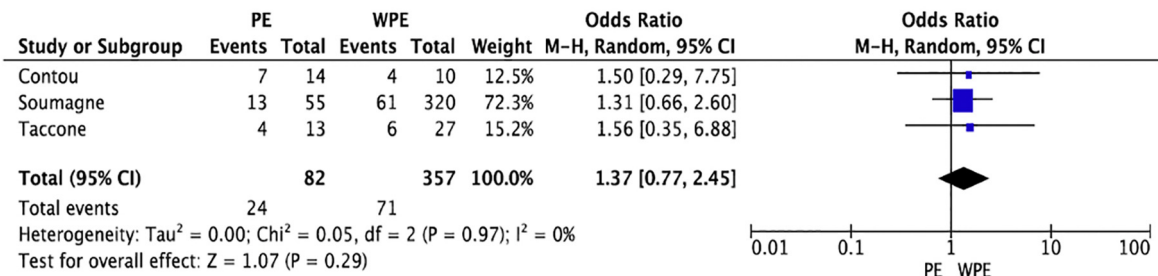 PE WPE Odds Ratio Odds Ratio
Study or Subgroup Events Total Events Total Weight M-H, Random, 95% CI M-H, Random, 95% CI
Contou 7 14 4 10 12.5% 1.50 [0.29, 7.75]
Soumagne 13 55 61 320 72.3% 1.31 [0.66, 2.60]
Taccone 4 13 6 27 15.2% 1.56 [0.35, 6.88]
Total (95% CI) 82 357 100.0% 1.37 [0.77, 2.45]
Total events 24 71
Heterogeneity: Tau² = 0.00; Chi² = 0.05, df = 2 (P = 0.97); I² = 0%
Test for overall effect: Z = 1.07 (P = 0.29)
0.01 0.1 1 10 100
PE WPE